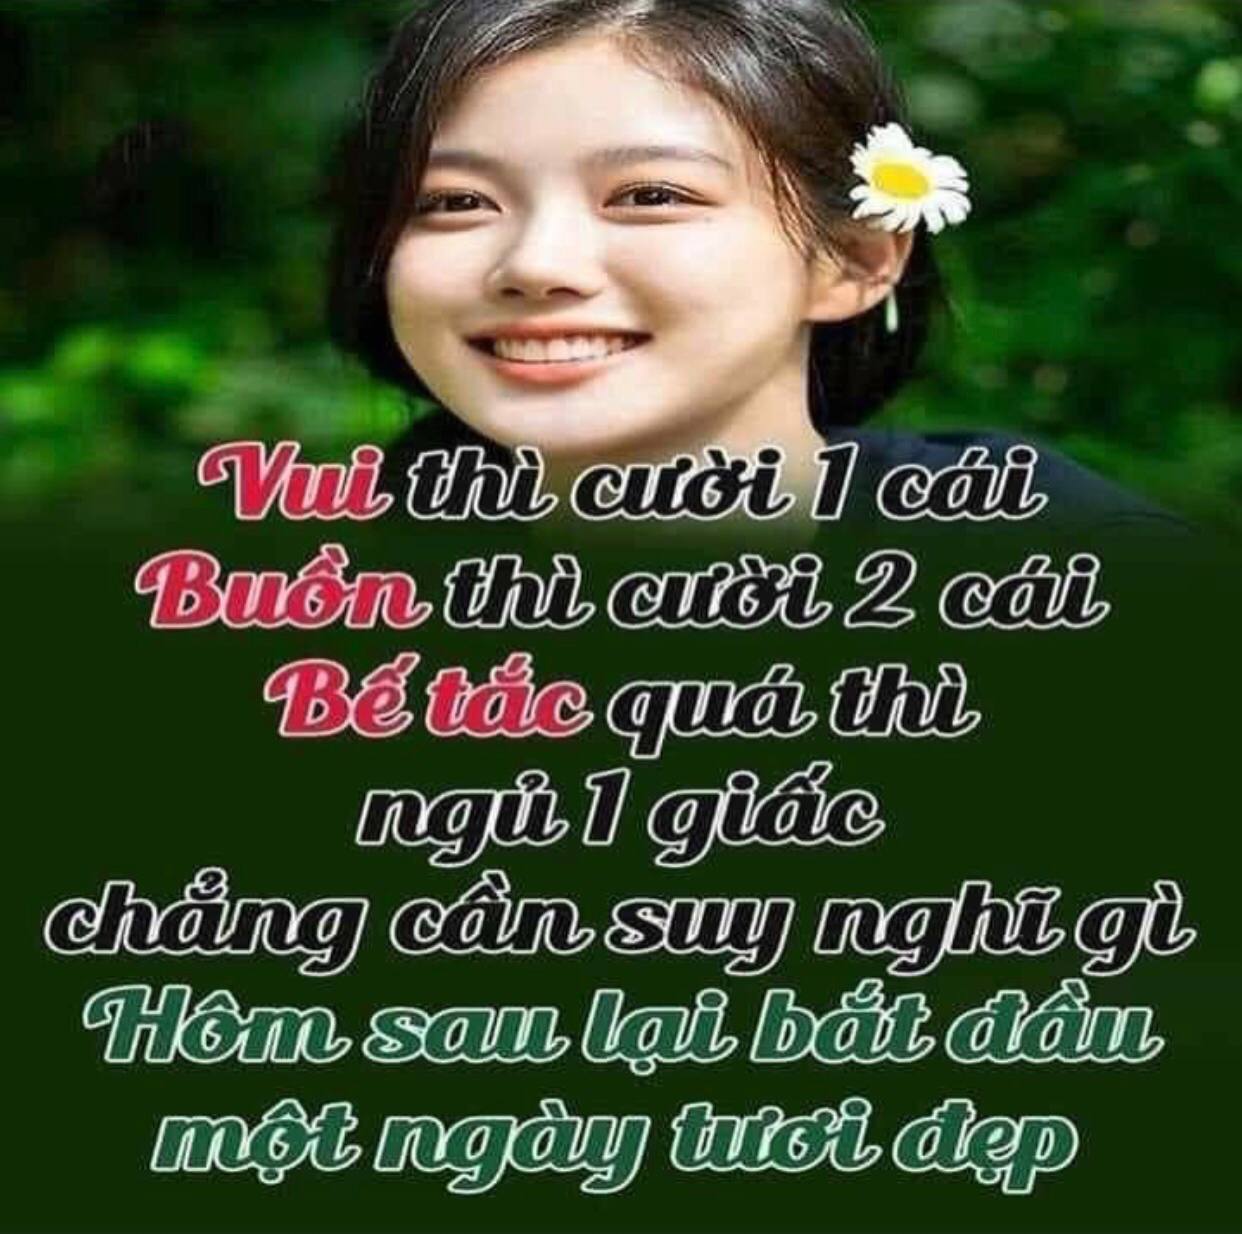 Vui thì cười 1 cái
Buồn thì cười 2 cái
Bế tắc quá thì
ngủ 1 giấc
chẳng cần suy nghĩ gì
Hôm sau lại bắt đầu
một ngày tươi đẹp